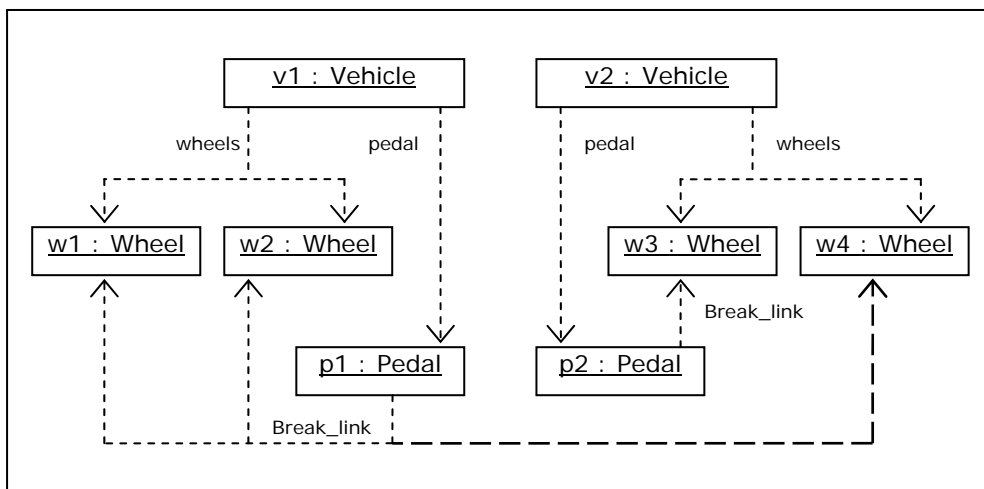 v1 : Vehicle
v2 : Vehicle
wheels
pedal
pedal
wheels
w1 : Wheel
w2 : Wheel
w3 : Wheel
w4 : Wheel
Break_link
p1 : Pedal
p2 : Pedal
Break_link